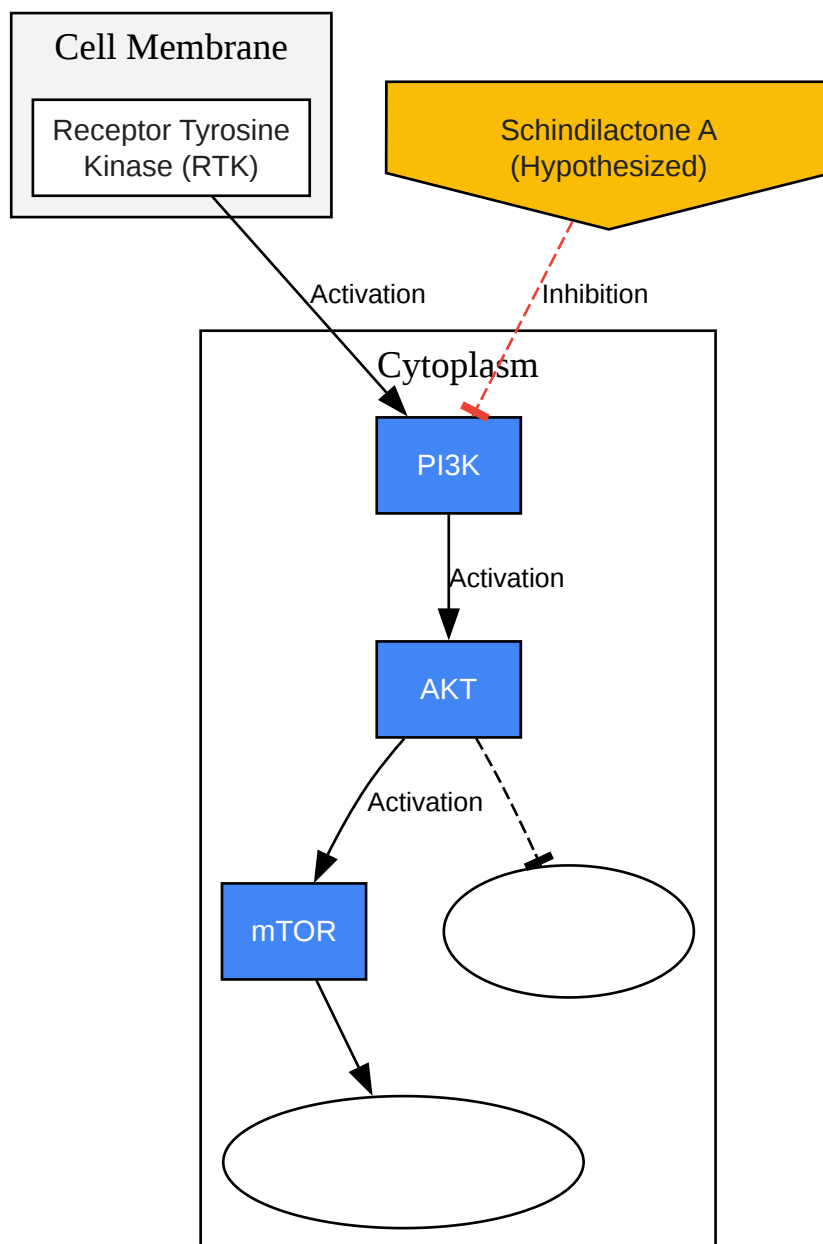 Cell Membrane
Receptor Tyrosine
Kinase (RTK)
Schindilactone A
(Hypothesized)
Activation
Inhibition
Cytoplasm
PI3K
Activation
AKT
Activation
mTOR